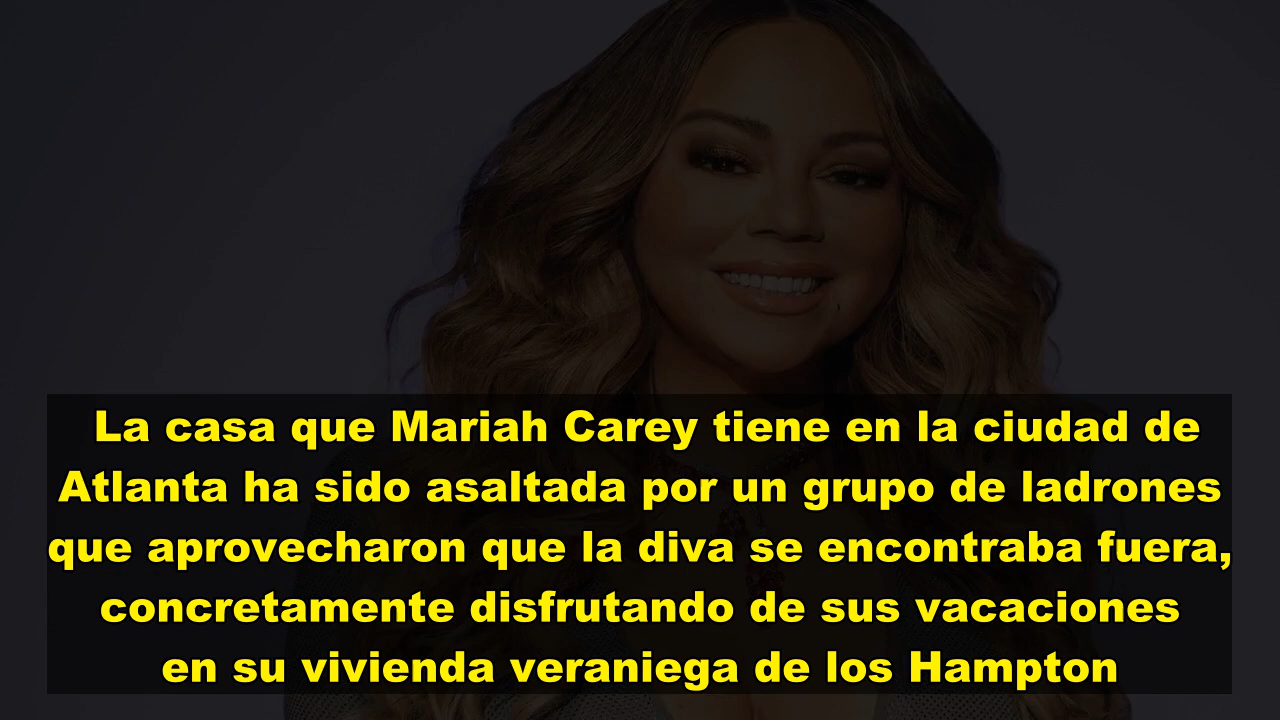 La casa que Mariah Carey tiene en la ciudad de
Atlanta ha sido asaltada por un grupo de ladrones
que aprovecharon que la diva se encontraba fuera,
concretamente disfrutando de sus vacaciones
en su vivienda veraniega de los Hampton